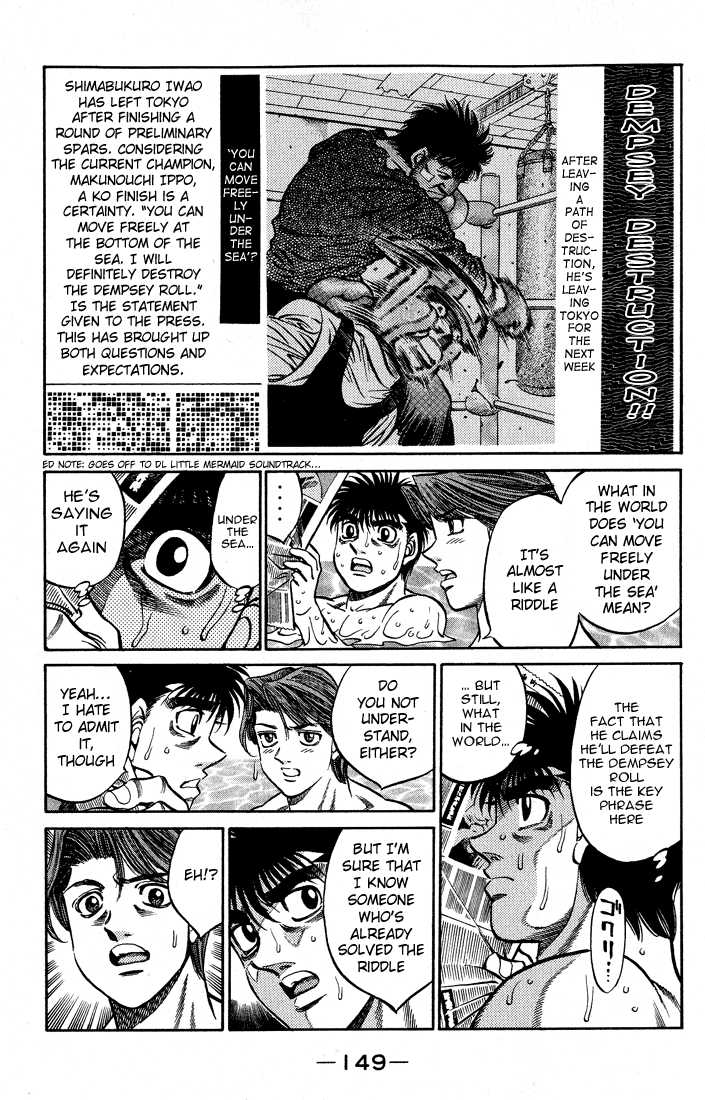 DEMPSEY DESTRUCTION!!
AFTER
LEAV-
ING
A
PATH
OF
DES-
TRUC-
TION,
HE'S
LEAV-
ING
TOKYO
FOR
THE
NEXT
WEEK
'YOU
CAN
MOVE
FREE-
LY
UN-
DER
THE
SEA'?
SHIMABUKURO IWAO
HAS LEFT TOKYO
AFTER FINISHING A
ROUND OF PRELIMINARY
SPARS. CONSIDERING
THE CURRENT CHAMPION,
MAKUNOUCHI IPPO,
A KO FINISH IS A
CERTAINTY. "YOU CAN
MOVE FREELY AT
THE BOTTOM OF THE
SEA. I WILL
DEFINITELY DESTROY
THE DEMPSEY ROLL."
IS THE STATEMENT
GIVEN TO THE PRESS.
THIS HAS BROUGHT UP
BOTH QUESTIONS AND
EXPECTATIONS.
ED NOTE: GOES OFF TO DL LITTLE MERMAID SOUNDTRACK...
WHAT IN
THE WORLD
DOES 'YOU
CAN MOVE
FREELY
UNDER
THE SEA'
MEAN?
IT'S
ALMOST
LIKE A
RIDDLE
...
UNDER
THE
SEA...
HE'S
SAYING
IT
AGAIN
THE
FACT THAT
HE CLAIMS
HE'LL DEFEAT
THE DEMPSEY
ROLL
IS THE KEY
PHRASE
HERE
... BUT
STILL,
WHAT
IN THE
WORLD...
DO
YOU NOT
UNDER-
STAND,
EITHER?
YEAH...
I HATE
TO ADMIT
IT,
THOUGH
BUT I'M
SURE THAT
I KNOW
SOMEONE
WHO'S
ALREADY
SOLVED THE
RIDDLE
EH!?
—149—